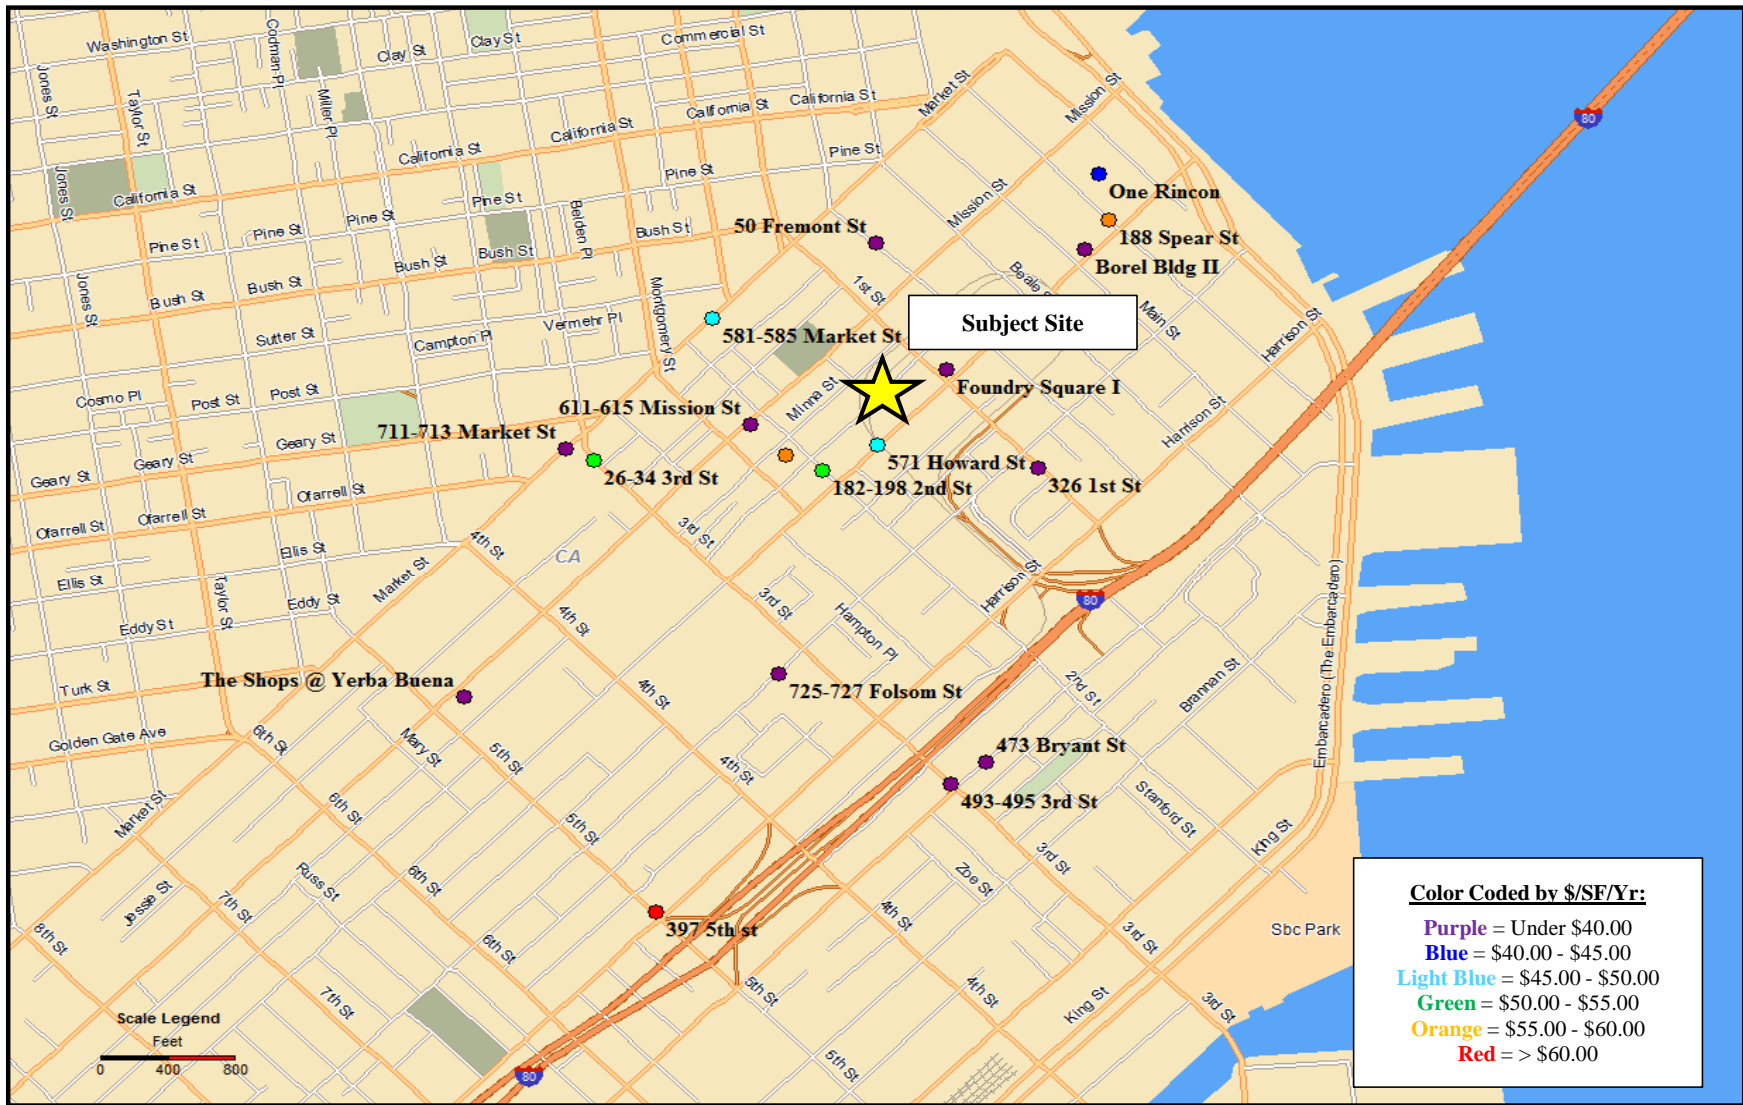 Washington St
Codman Pl
Clay St
Clay St
Commercial St
Jones St
Taylor St
Miller Pl
California St
California St
California St
California St
California St
Market St
Mission St
80
Pine St
Pine St
Pine St
Pine St
Pine St
Pine St
Jones St
Belden Pl
Mission St
One Rincon
188 Spear St
Borel Bldg II
50 Fremont St
Bush St
Bush St
Bush St
Bush St
Bush St
Jones St
Montgomery St
1st St
Beale S
Main St
Harrison St
Subject Site
Sutter St
Campton Pl
Vermehr Pl
581-585 Market St
Foundry Square I
Minna St
Cosmo Pl
Post St
Post St
611-615 Mission St
711-713 Market St
Harrison St
Geary St
Geary St
Geary St
26-34 3rd St
571 Howard St
182-198 2nd St
326 1st St
Ofarrell St
Ofarrell St
Ofarrell St
3rd St
4th St
CA
Ellis St
Ellis St
Market St
Taylor St
Eddy St
Eddy St
4th St
3rd St
Hampton Pl
Harrison St
80
Embarcadero (The Embarcadero)
The Shops @ Yerba Buena
Turk St
725-727 Folsom St
4th St
2nd St
Brannan St
Golden Gate Ave
6th St
Mary St
5th St
4th St
473 Bryant St
493-495 3rd St
Stanford St
Market St
6th St
5th St
3rd St
King St
Zoe St
Russ St
6th St
Jessie St
7th St
8th St
397 5th st
4th St
3rd St
Sbc Park
6th St
5th St
4th St
King St
3rd St
7th St
5th St
80
Scale Legend
Feet
0 400 800
Color Coded by $/SF/Yr:
Purple = Under $40.00
Blue = $40.00 - $45.00
Light Blue = $45.00 - $50.00
Green = $50.00 - $55.00
Orange = $55.00 - $60.00
Red = > $60.00